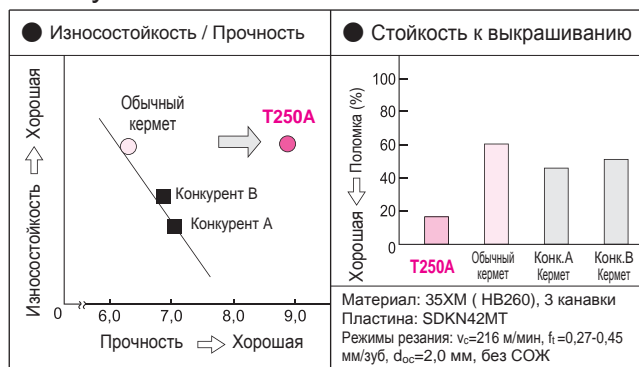 Износостойкость / Прочность
Износостойкость Хорошая
Обычный
кермет
T250A
Конкурент B
Конкурент A
0
6,0
7,0
8,0
9,0
Прочность Хорошая
Стойкость к выкрашиванию
Хорошая Поломка (%)
100
80
60
40
20
0
T250A
Обычный
кермет
Конк.A
Кермет
Конк.B
Кермет
Материал: 35ХМ ( HB260), 3 канавки
Пластина: SDKN42MT
Режимы резания: vc=216 м/мин, ft =0,27-0,45
мм/зуб, doc=2,0 мм, без СОЖ